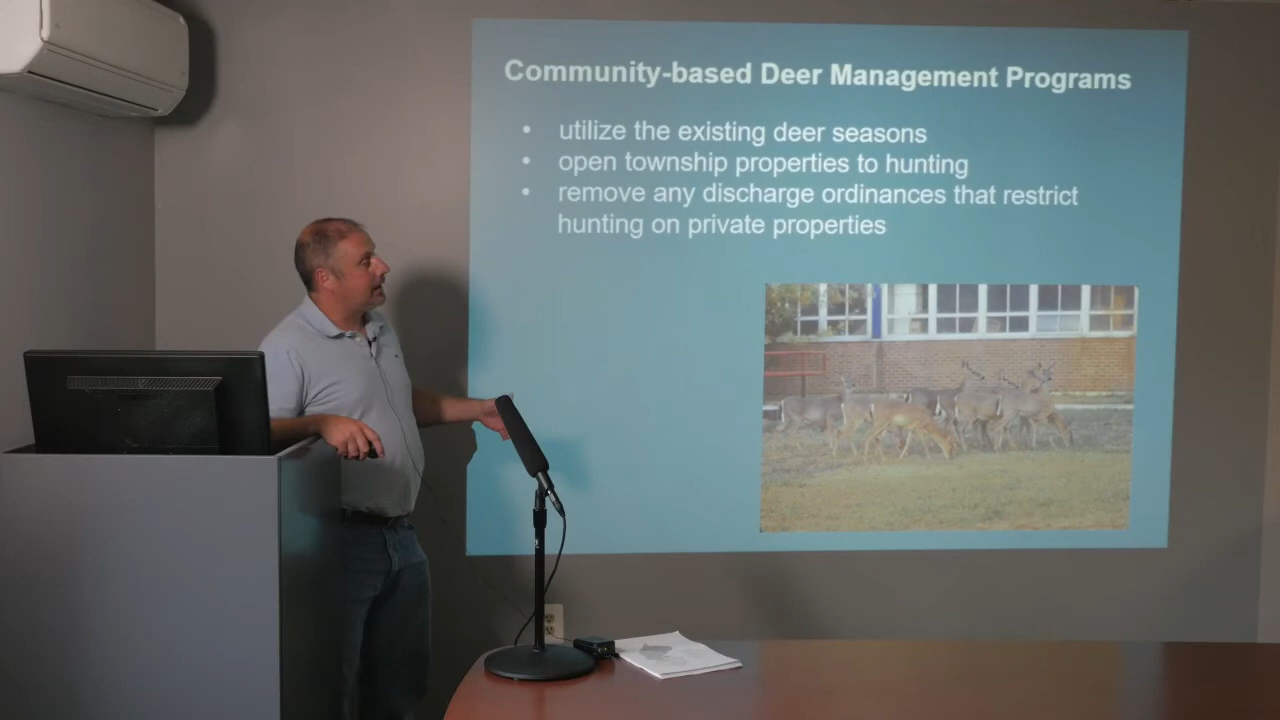 Community-based Deer Management Programs
• utilize the existing deer seasons
• open township properties to hunting
• remove any discharge ordinances that restrict
hunting on private properties